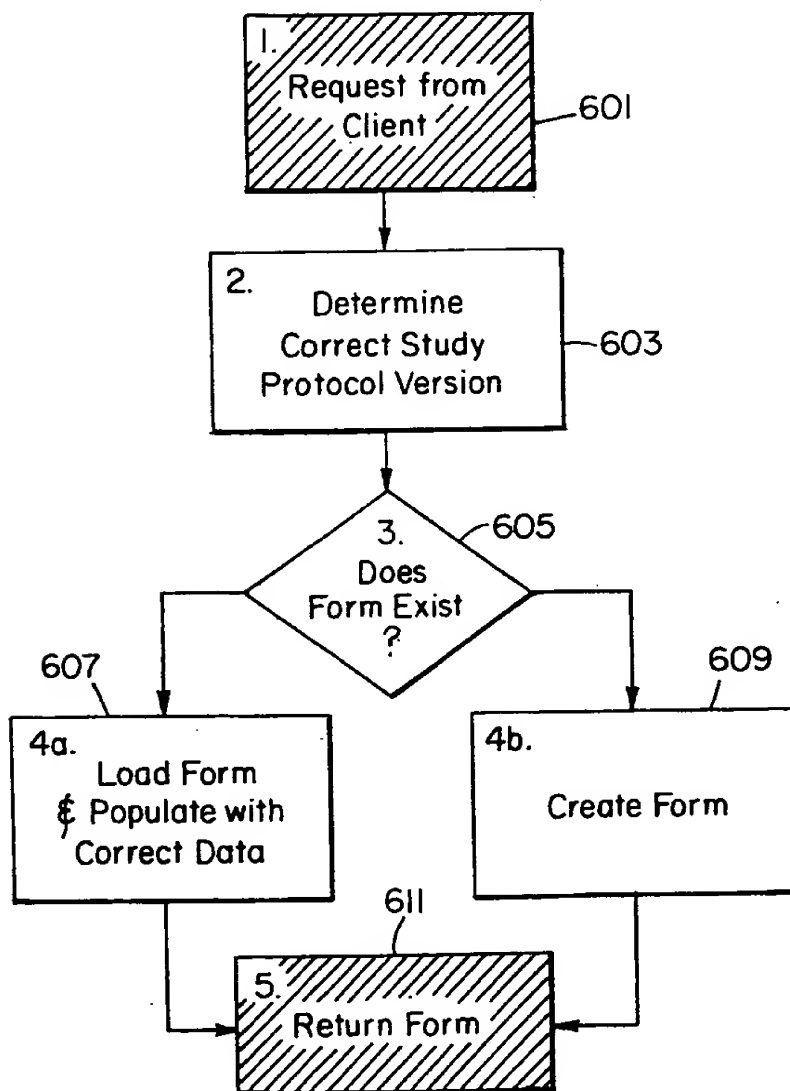 1.
Request from
Client
601
2.
Determine
Correct Study
Protocol Version
603
3.
Does
Form Exist
?
605
607
4a.
Load Form
& Populate with
Correct Data
609
4b.
Create Form
611
5.
Return Form